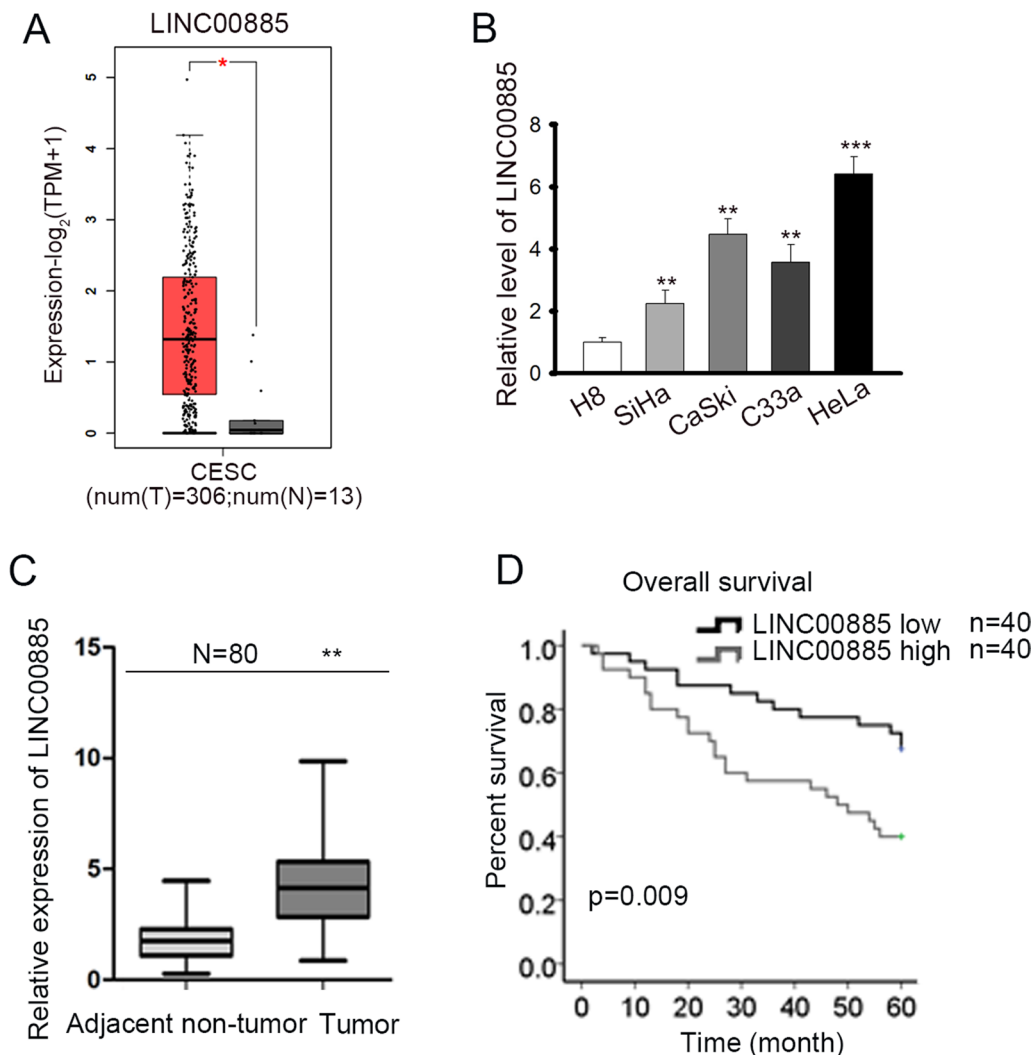 A
LINC00885
*
Expression-log2(TPM+1)
5
4
3
2
1
0
CESC
(num(T)=306;num(N)=13)
B
Relative level of LINC00885
8
6
4
2
0
**
**
**
***
H8
SiHa
CaSki
C33a
HeLa
C
Relative expression of LINC00885
15
10
5
0
N=80 **
Adjacent non-tumor Tumor
D
Overall survival
LINC00885 low n=40
LINC00885 high n=40
Percent survival
1.0
0.8
0.6
0.4
0.2
0.0
p=0.009
0 10 20 30 40 50 60
Time (month)